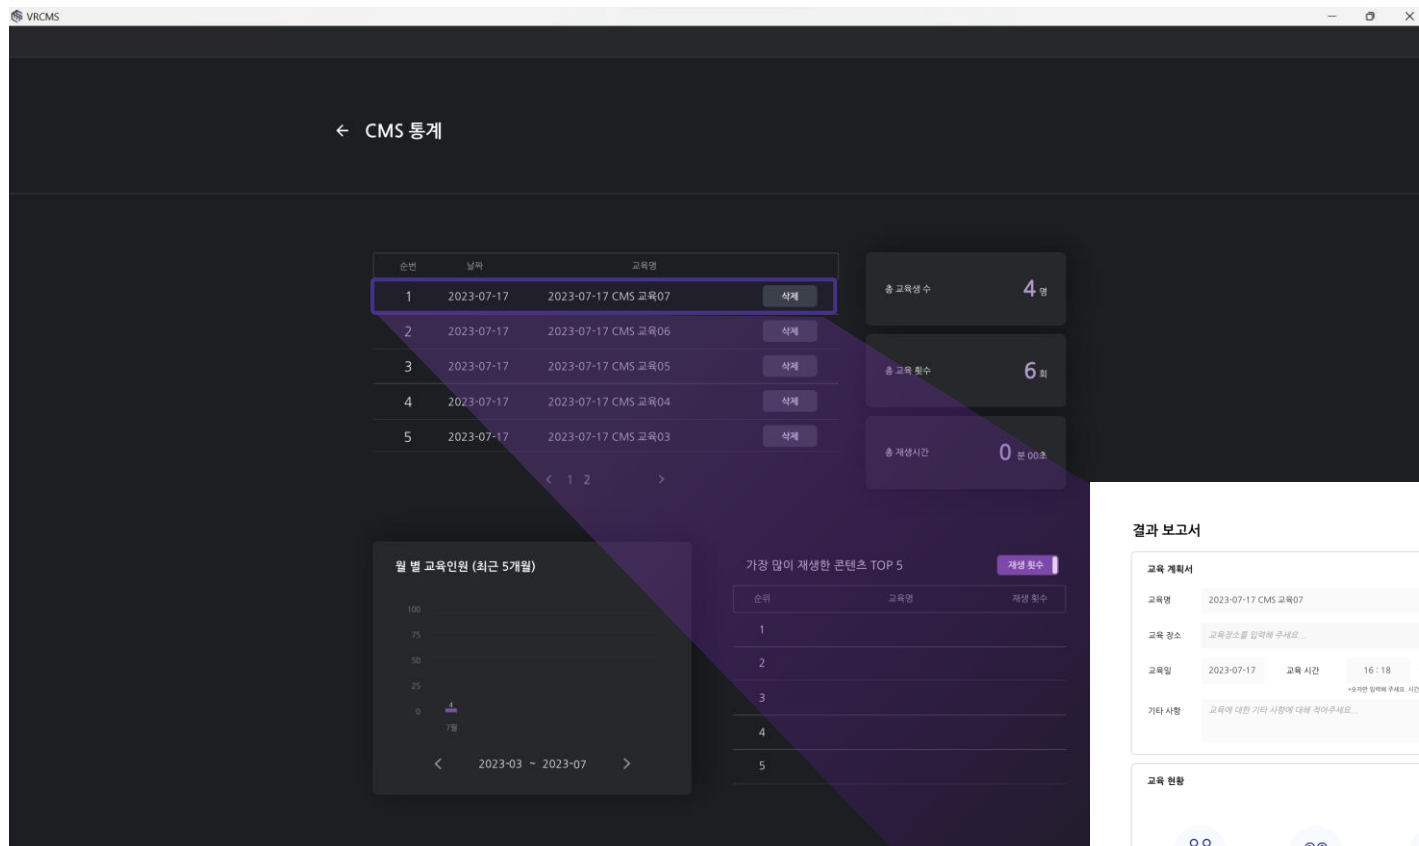 VRCMS
← CMS 통계
순번 날짜 교육명
1 2023-07-17 2023-07-17 CMS 교육07 삭제
2 2023-07-17 2023-07-17 CMS 교육06 삭제
3 2023-07-17 2023-07-17 CMS 교육05 삭제
4 2023-07-17 2023-07-17 CMS 교육04 삭제
5 2023-07-17 2023-07-17 CMS 교육03 삭제
< 1 2 >
총 교육생 수 4 명
총 교육 횟수 6 회
총 재생시간 0 분 00초
월 별 교육인원 (최근 5개월)
100
75
50
25
0
4
7월
< 2023-03 ~ 2023-07 >
가장 많이 재생한 콘텐츠 TOP 5 재생 횟수
순위 교육명 재생 횟수
1
2
3
4
5
결과 보고서
교육 계획서
교육명 2023-07-17 CMS 교육07
교육 장소 교육장소를 입력해 주세요...
교육일 2023-07-17 교육 시간 16 : 18
*숫자만 입력해 주세요. 시간
기타 사항 교육에 대한 기타 사항에 대해 적어주세요...
교육 현황